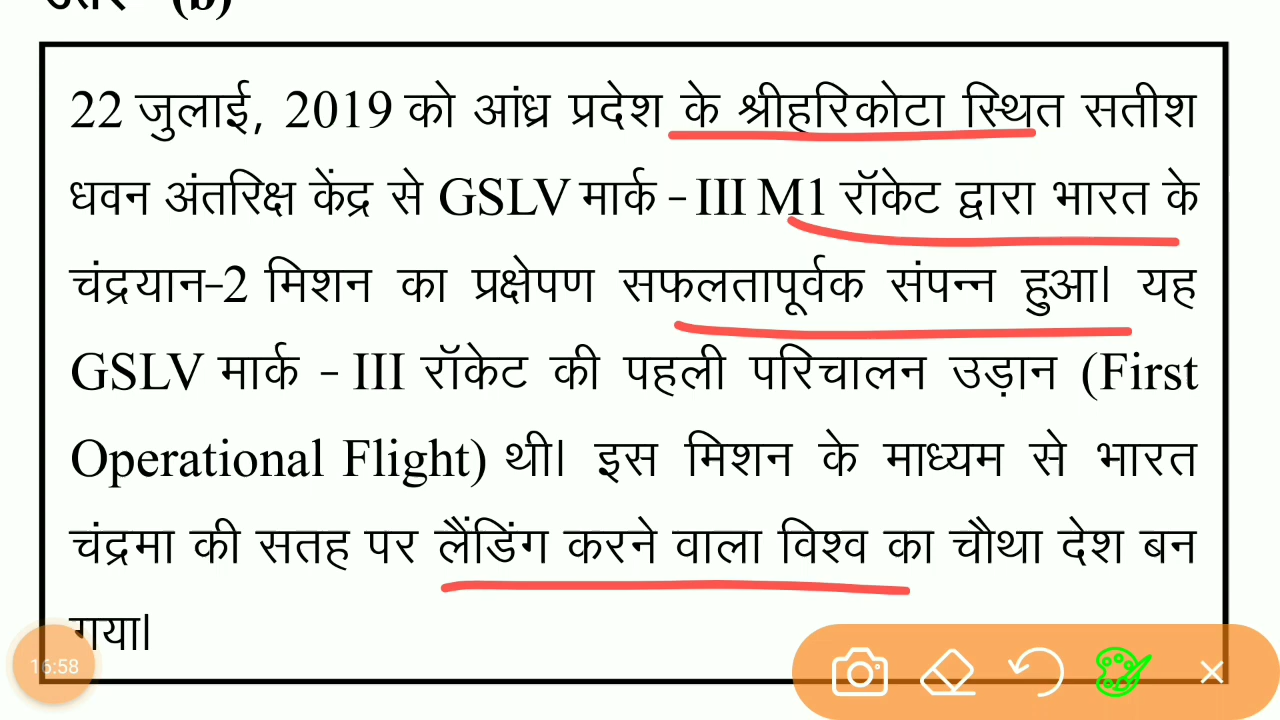 उत्तर (b)
22 जुलाई, 2019 को आंध्र प्रदेश के श्रीहरिकोटा स्थित सतीश
धवन अंतरिक्ष केंद्र से GSLV मार्क - III M1 रॉकेट द्वारा भारत के
चंद्रयान-2 मिशन का प्रक्षेपण सफलतापूर्वक संपन्न हुआ। यह
GSLV मार्क - III रॉकेट की पहली परिचालन उड़ान (First
Operational Flight) थी। इस मिशन के माध्यम से भारत
चंद्रमा की सतह पर लैंडिंग करने वाला विश्व का चौथा देश बन
गया।
16:58